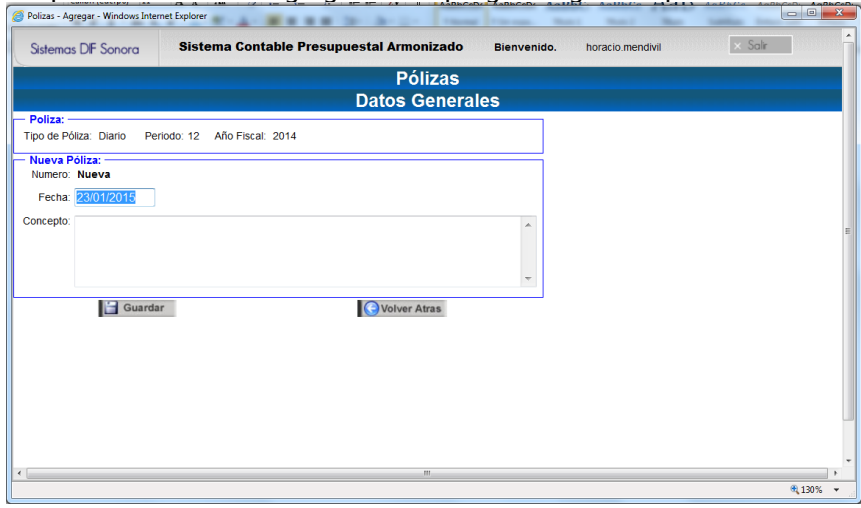 Polizas - Agregar - Windows Internet Explorer
Sistemas DIF Sonora
Sistema Contable Presupuestal Armonizado
Bienvenido.
horacio.mendivil
Salir
Pólizas
Datos Generales
Poliza:
Tipo de Póliza: Diario Periodo: 12 Año Fiscal: 2014
Nueva Póliza:
Numero: Nueva
Fecha: 23/01/2015
Concepto:
Guardar
Volver Atras
130%